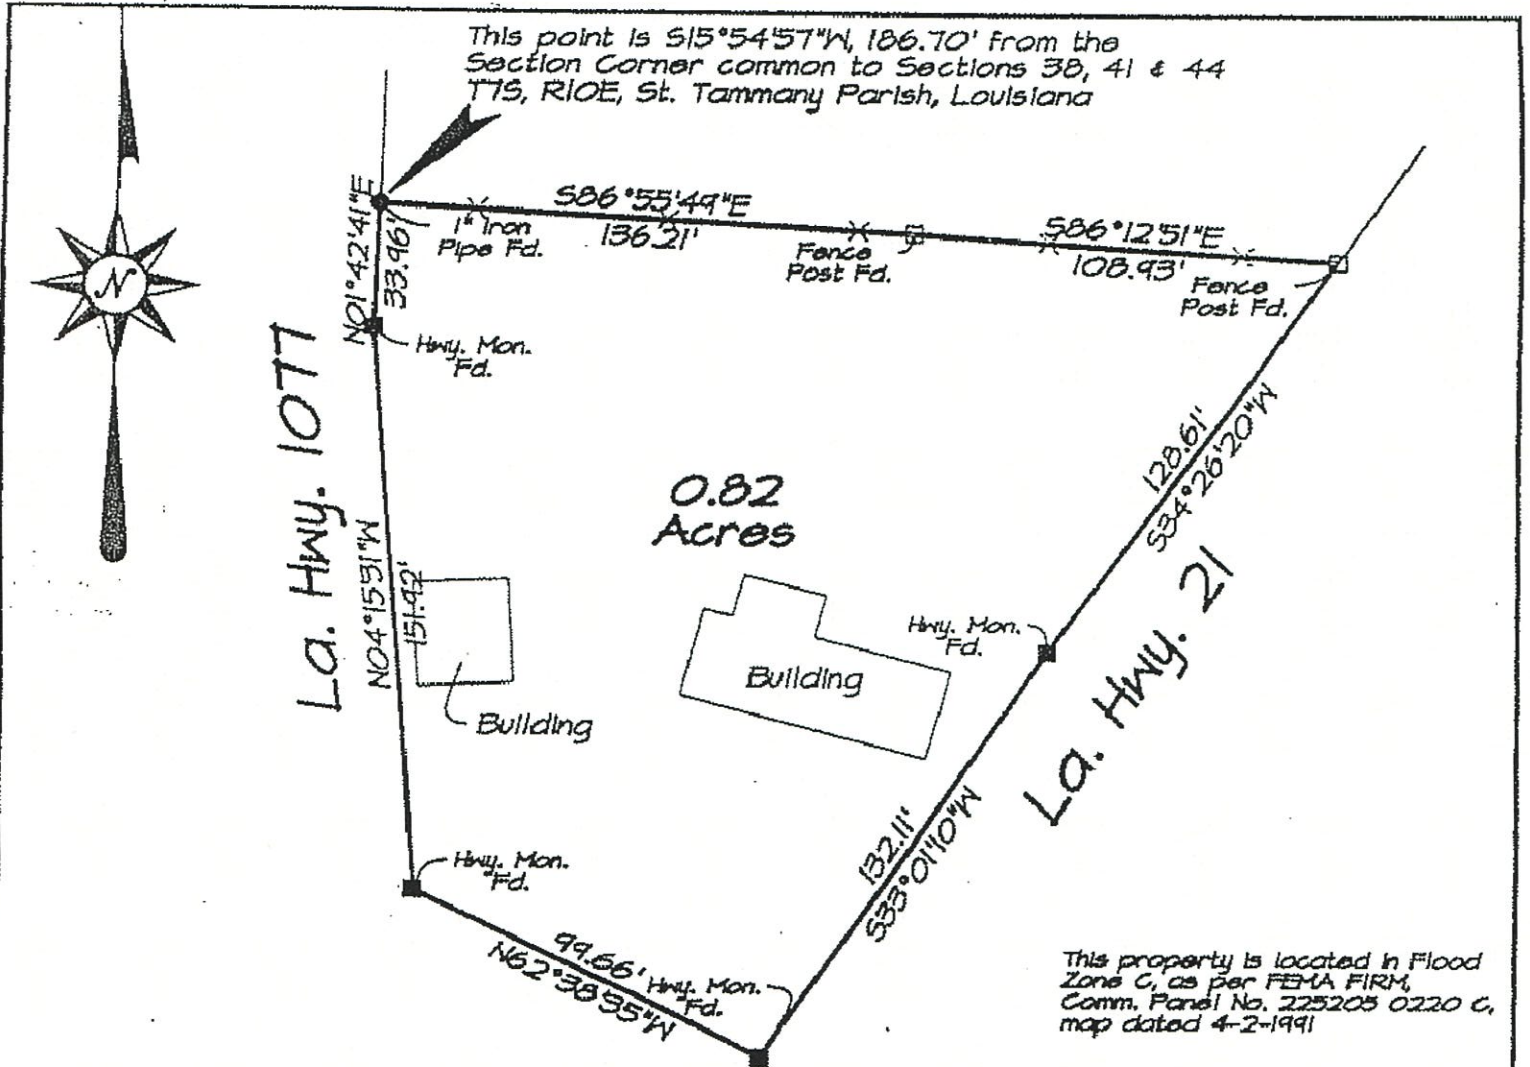 This point is S15°54'57"W, 186.70' from the
Section Corner common to Sections 38, 41 & 44
T7S, R10E, St. Tammany Parish, Louisiana
N
N01°42'41"E
33.96'
1" Iron
Pipe Fd.
S86°55'49"E
136.21'
Fence
Post Fd.
S86°12'51"E
108.93'
Fence
Post Fd.
Hwy. Mon.
Fd.
La. Hwy. 1077
128.61'
S34°26'20"W
0.82
Acres
N04°15'31"W
151.92'
Building
Building
Hwy. Mon.
Fd.
La. Hwy. 21
132.11'
S33°01'10"W
Hwy. Mon.
Fd.
99.66'
N62°38'35"W
Hwy. Mon.
Fd.
This property is located in Flood
Zone C, as per FEMA FIRM,
Comm. Panel No. 225205 0220 C,
map dated 4-2-1991